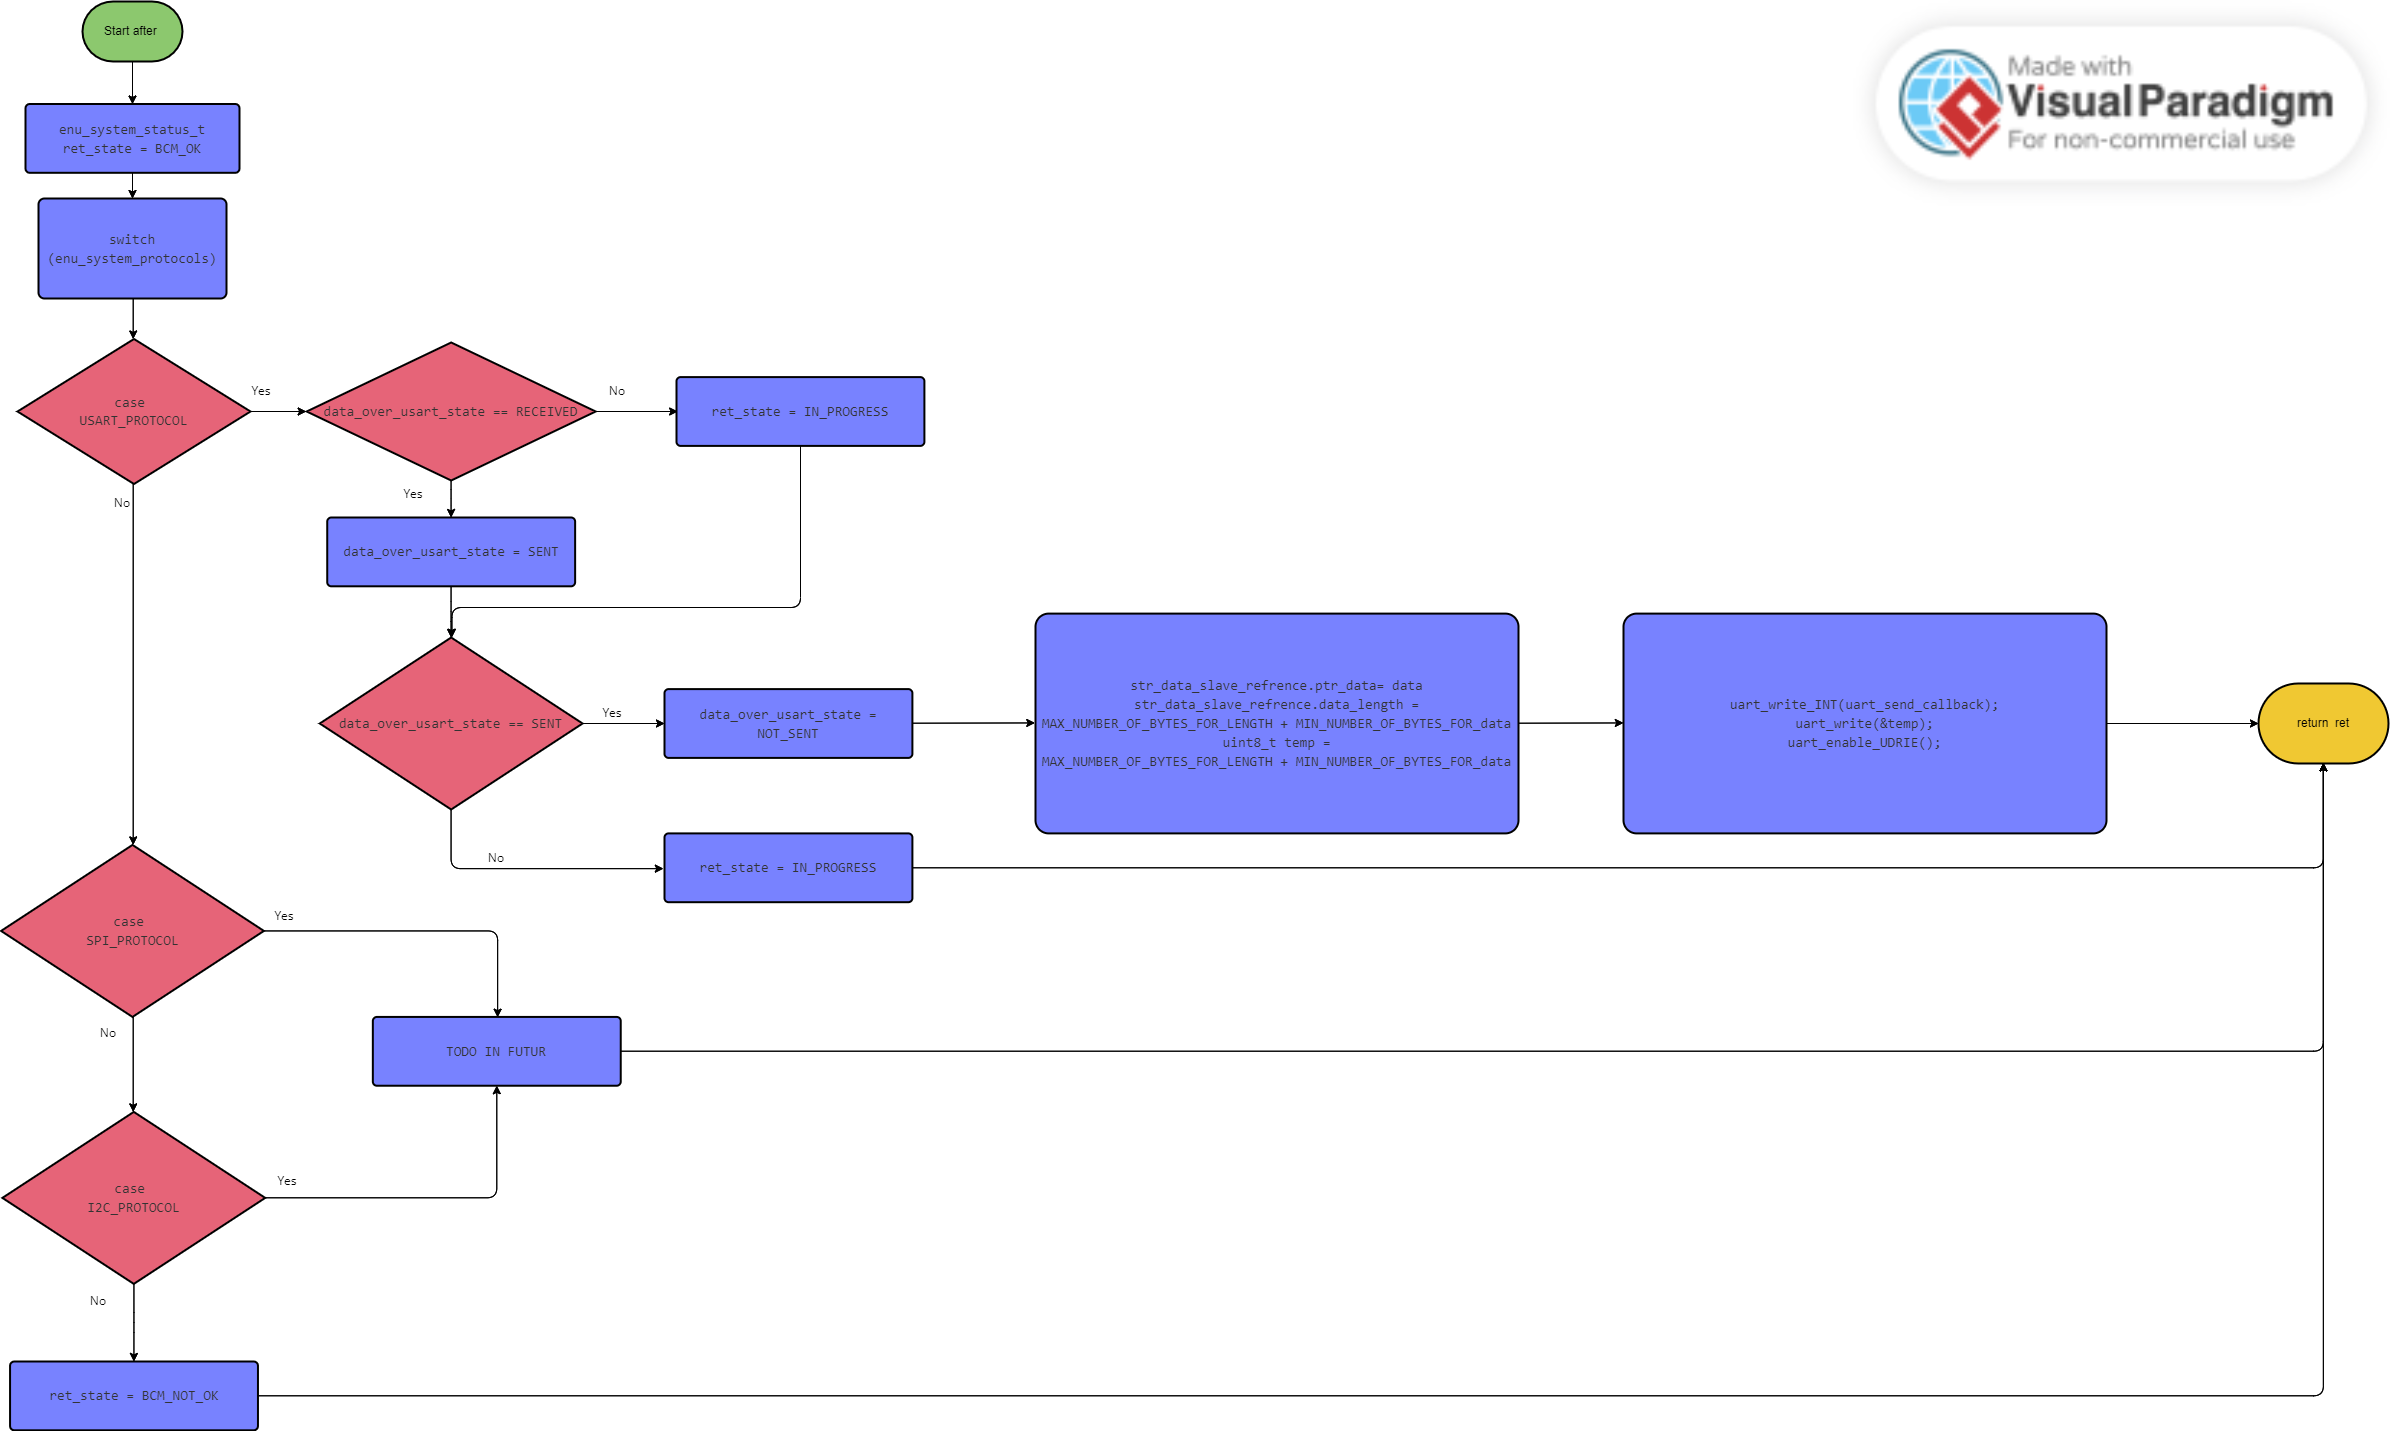 Start after
Made with
Visual Paradigm
For non-commercial use
enu_system_status_t
ret_state = BCM_OK
switch
(enu_system_protocols)
case
USART_PROTOCOL
Yes
data_over_usart_state == RECEIVED
No
ret_state = IN_PROGRESS
No
Yes
data_over_usart_state = SENT
data_over_usart_state == SENT
Yes
data_over_usart_state =
NOT_SENT
str_data_slave_refrence.ptr_data= data
str_data_slave_refrence.data_length =
MAX_NUMBER_OF_BYTES_FOR_LENGTH + MIN_NUMBER_OF_BYTES_FOR_data
uint8_t temp =
MAX_NUMBER_OF_BYTES_FOR_LENGTH + MIN_NUMBER_OF_BYTES_FOR_data
uart_write_INT(uart_send_callback);
uart_write(&temp);
uart_enable_UDRIE();
return ret
No
ret_state = IN_PROGRESS
case
SPI_PROTOCOL
Yes
No
TODO IN FUTUR
case
I2C_PROTOCOL
Yes
No
ret_state = BCM_NOT_OK